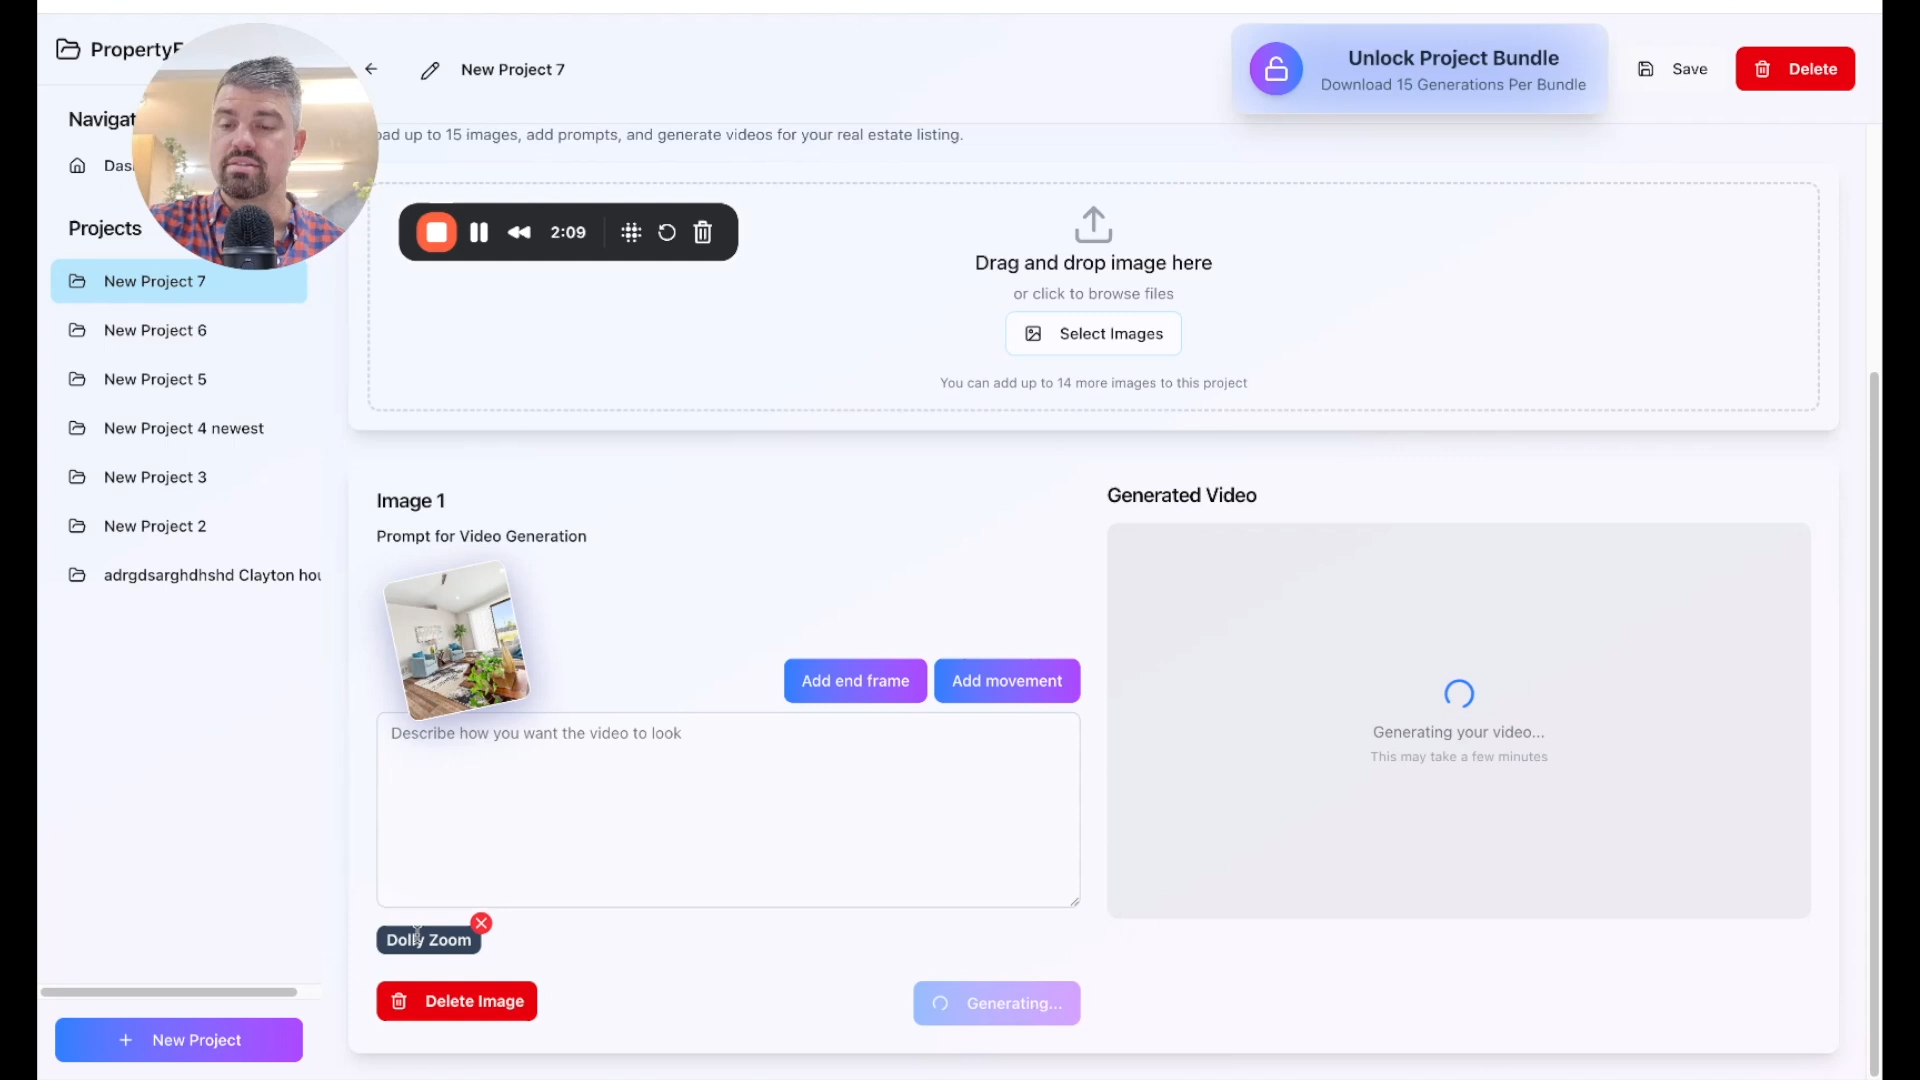 PropertyF
New Project 7
Unlock Project Bundle
Download 15 Generations Per Bundle
Save
Delete
Navigat
oad up to 15 images, add prompts, and generate videos for your real estate listing.
Das
Projects
2:09
Drag and drop image here
or click to browse files
Select Images
You can add up to 14 more images to this project
New Project 7
New Project 6
New Project 5
New Project 4 newest
New Project 3
New Project 2
adrgdsarghdhshd Clayton hou
Image 1
Prompt for Video Generation
Add end frame
Add movement
Describe how you want the video to look
Dolly Zoom
Delete Image
Generating...
Generated Video
Generating your video...
This may take a few minutes
New Project